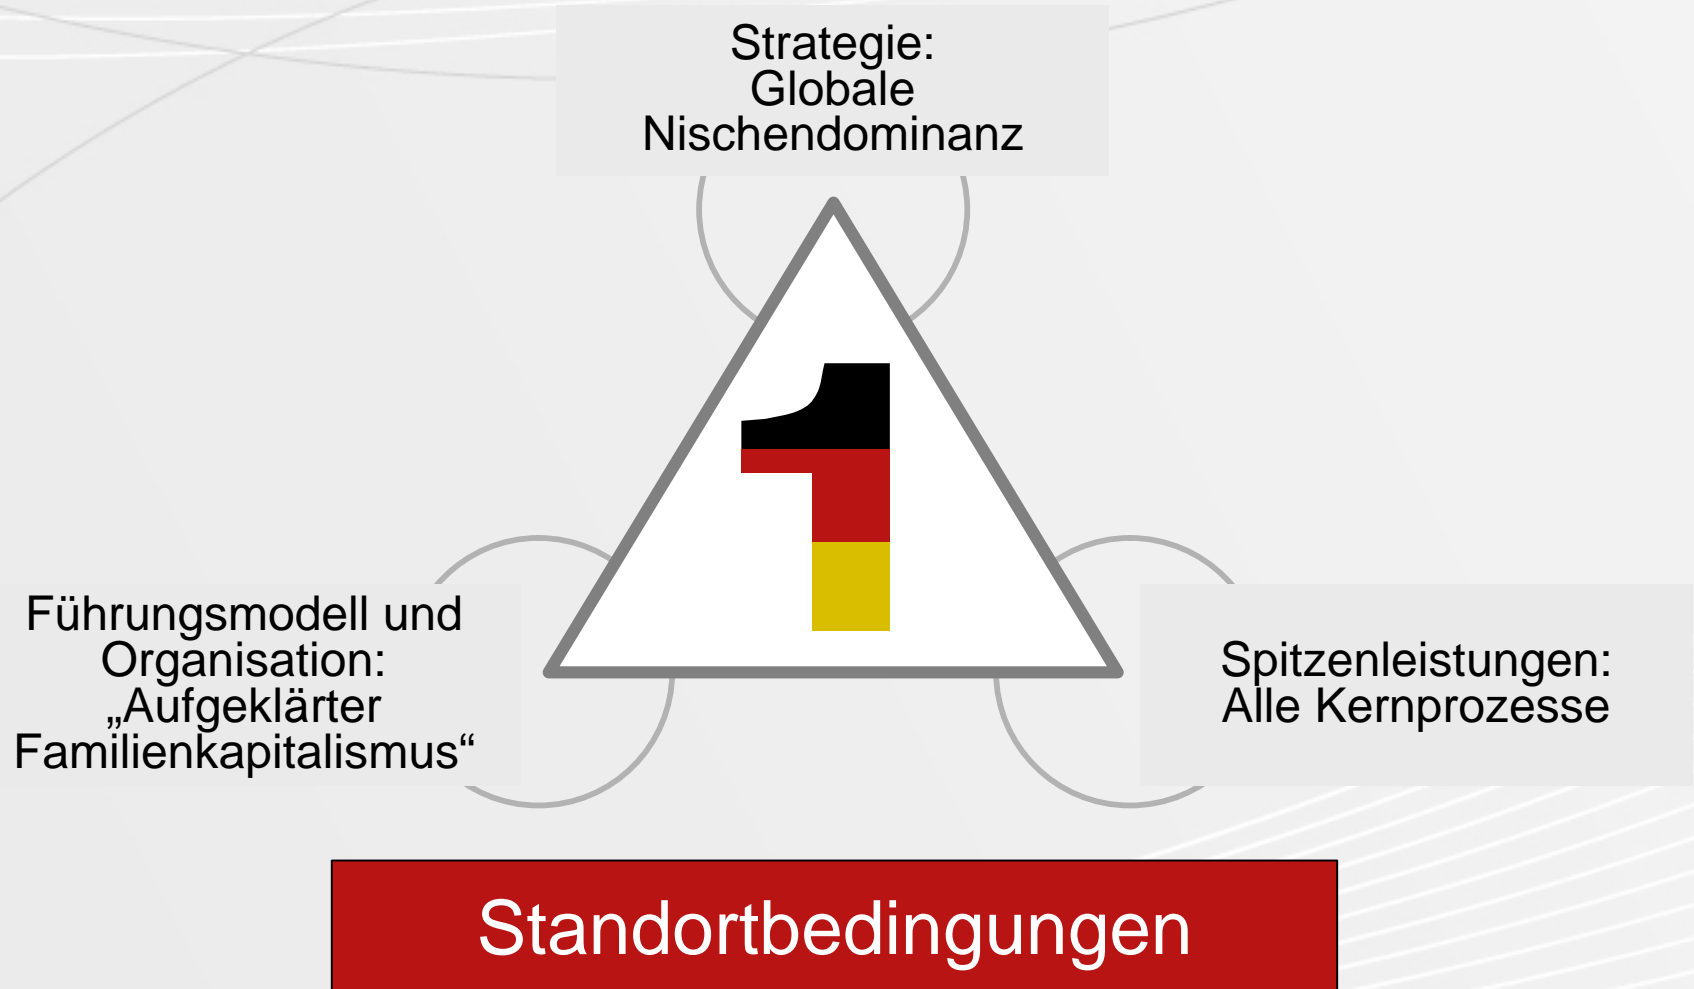 Strategie:
Globale
Nischendominanz
1
Führungsmodell und
Organisation:
„Aufgeklärter
Familienkapitalismus“
Spitzenleistungen:
Alle Kernprozesse
Standortbedingungen